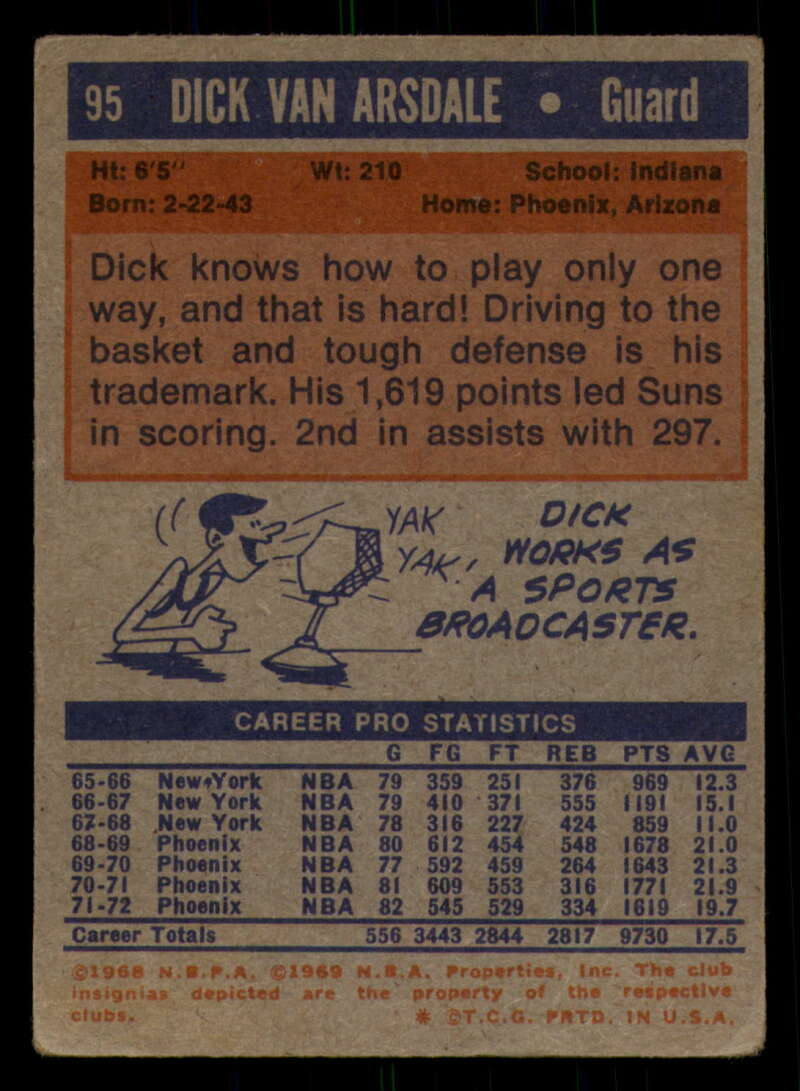 95 DICK VAN ARSDALE • Guard
Ht: 6'5" Wt: 210 School: Indiana
Born: 2-22-43 Home: Phoenix, Arizona
Dick knows how to play only one
way, and that is hard! Driving to the
basket and tough defense is his
trademark. His 1,619 points led Suns
in scoring. 2nd in assists with 297.
YAK
YAK!
DICK
WORKS AS
A SPORTS
BROADCASTER.
CAREER PRO STATISTICS
G FG FT REB PTS AVG
65-66 New York NBA 79 359 251 376 969 12.3
66-67 New York NBA 79 410 371 555 1191 15.1
67-68 New York NBA 78 316 227 424 859 11.0
68-69 Phoenix NBA 80 612 454 548 1678 21.0
69-70 Phoenix NBA 77 592 459 264 1643 21.3
70-71 Phoenix NBA 81 609 553 316 1771 21.9
71-72 Phoenix NBA 82 545 529 334 1619 19.7
Career Totals 556 3443 2844 2817 9730 17.5
©1968 N.B.P.A. ©1969 N.B.A. Properties, Inc. The club
insignias depicted are the property of the respective
clubs. * ©T.C.G. PRTD. IN U.S.A.